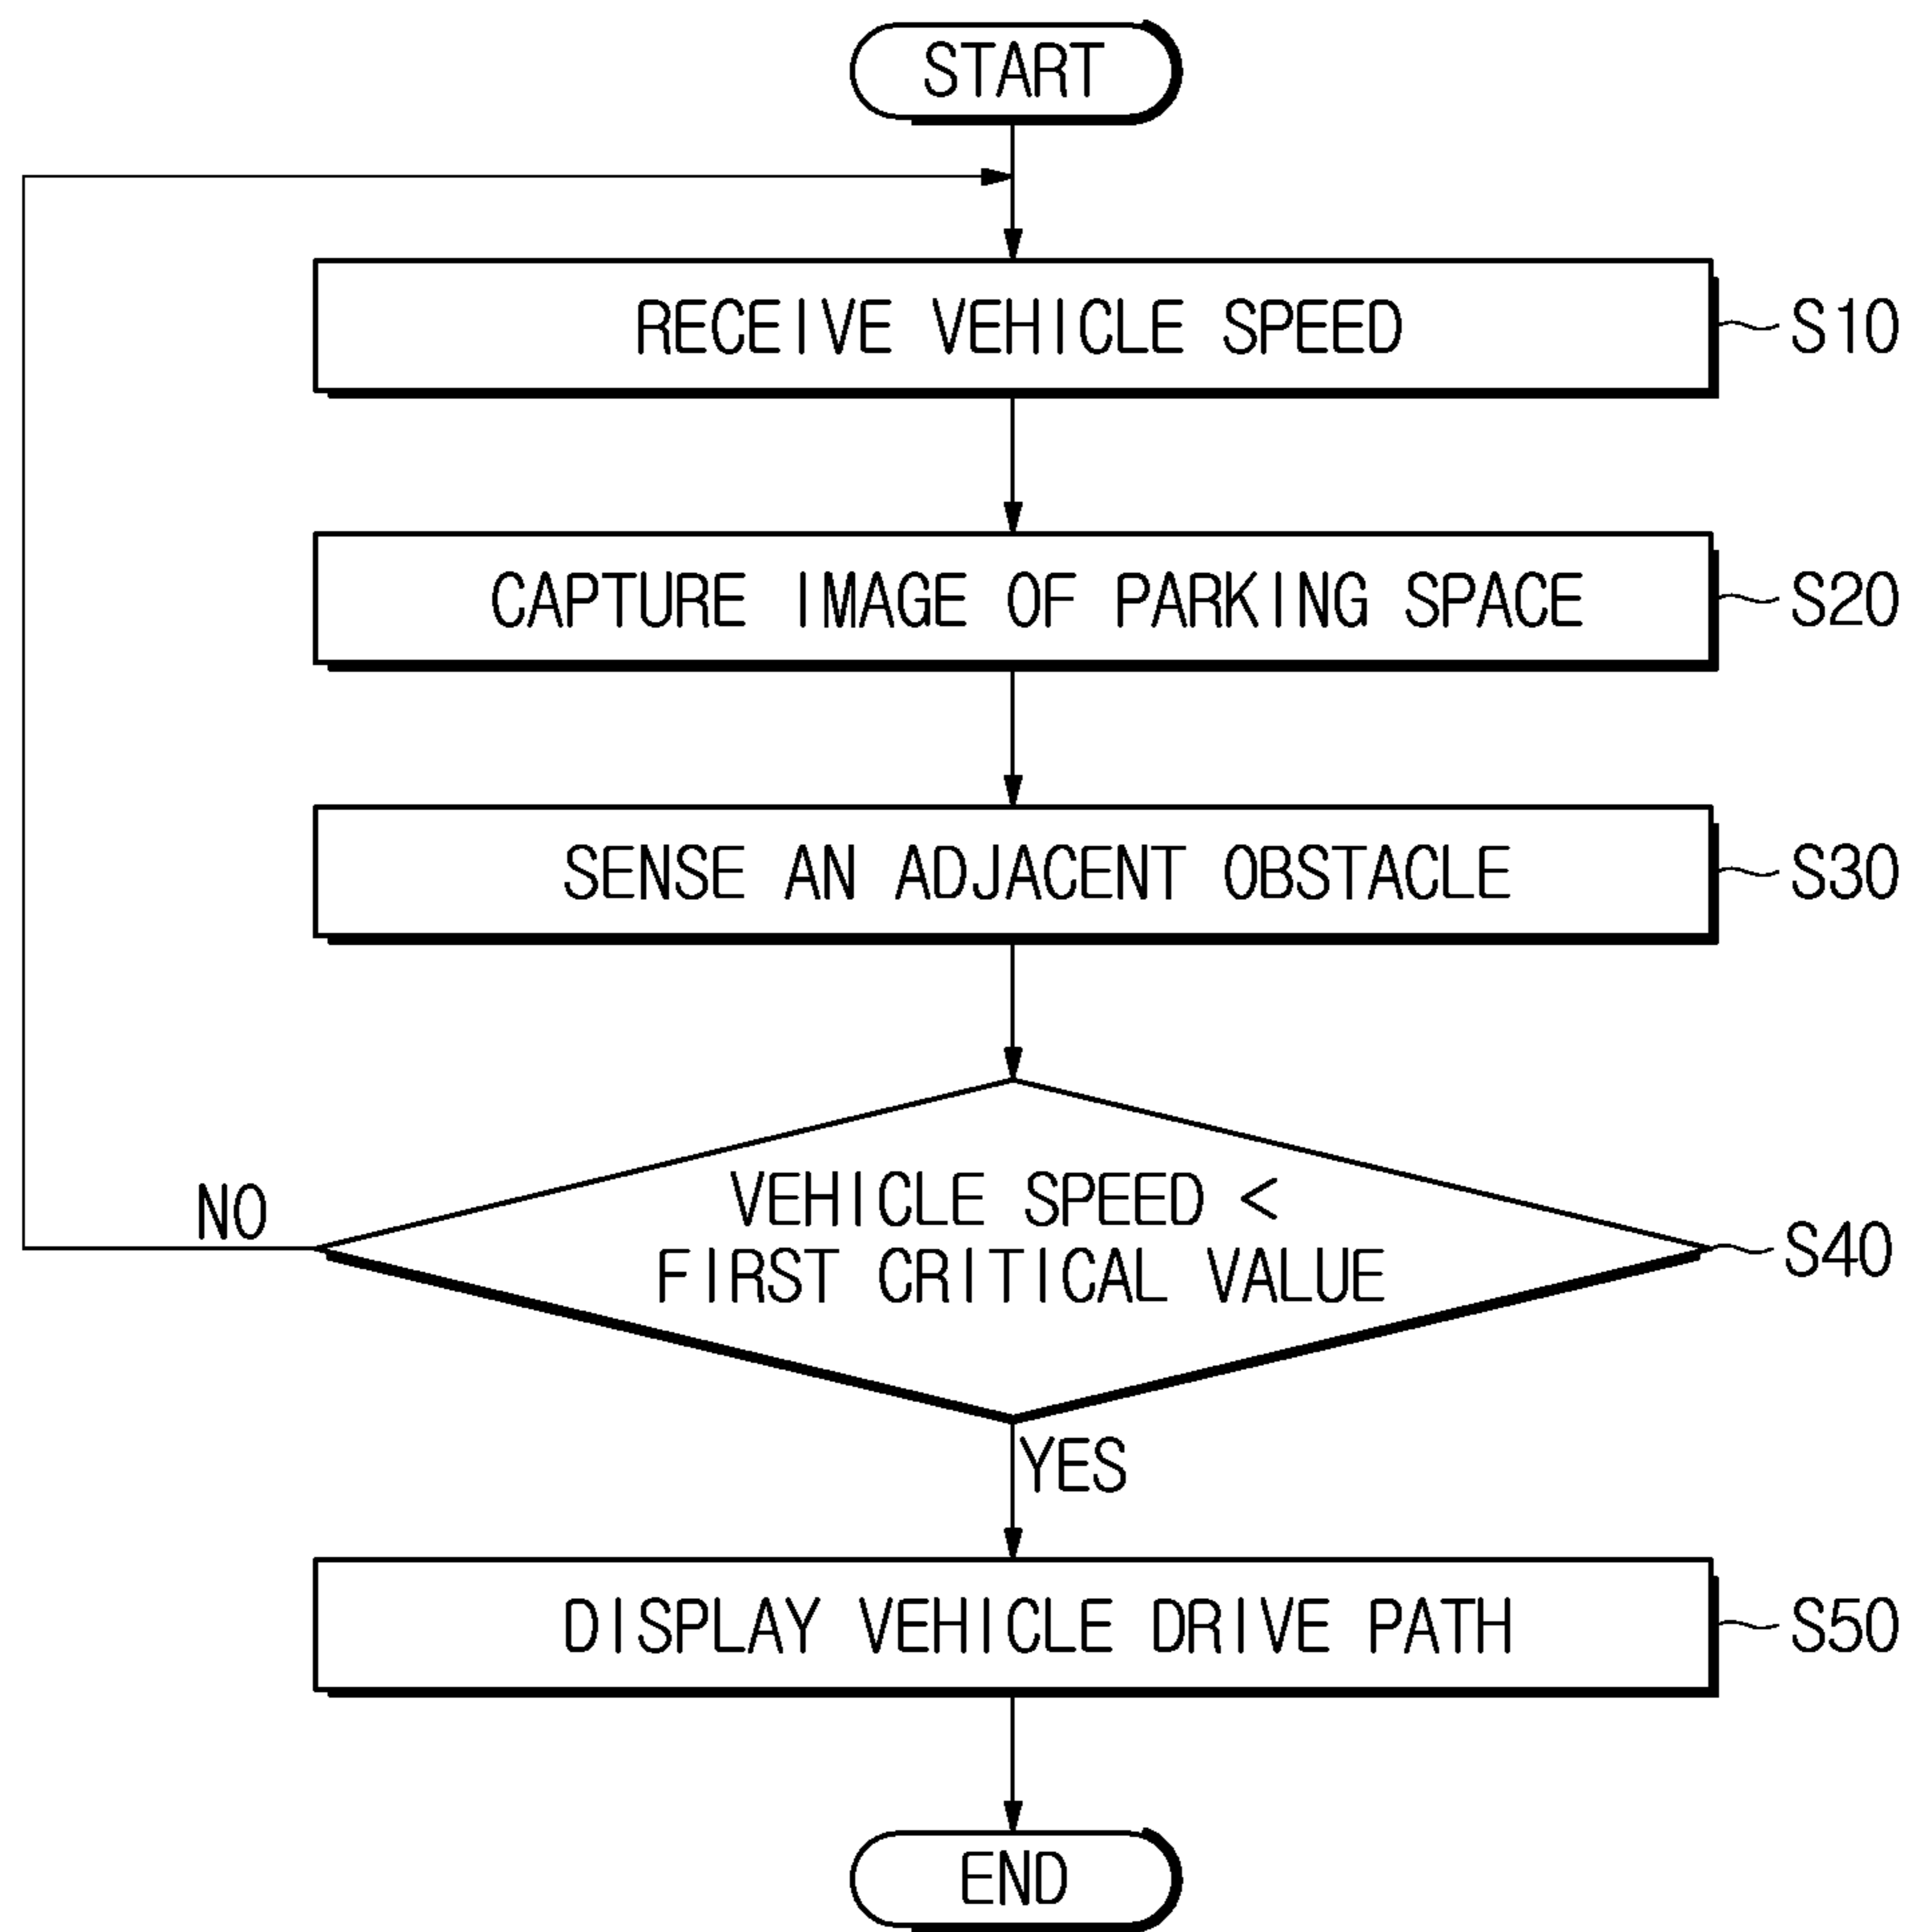 START
RECEIVE VEHICLE SPEED
S10
CAPTURE IMAGE OF PARKING SPACE
S20
SENSE AN ADJACENT OBSTACLE
S30
NO
VEHICLE SPEED <
FIRST CRITICAL VALUE
S40
YES
DISPLAY VEHICLE DRIVE PATH
S50
END